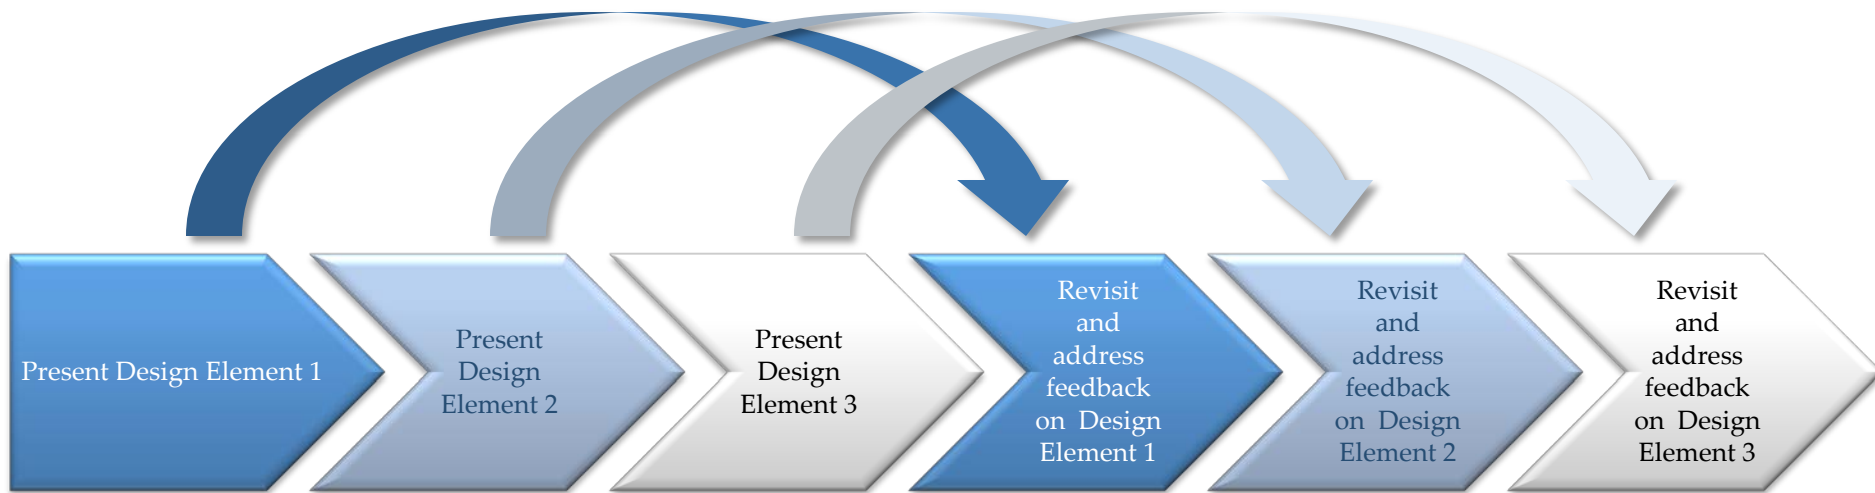 Present Design Element 1
Present
Design
Element 2
Present
Design
Element 3
Revisit
and
address
feedback
on Design
Element 1
Revisit
and
address
feedback
on Design
Element 2
Revisit
and
address
feedback
on Design
Element 3